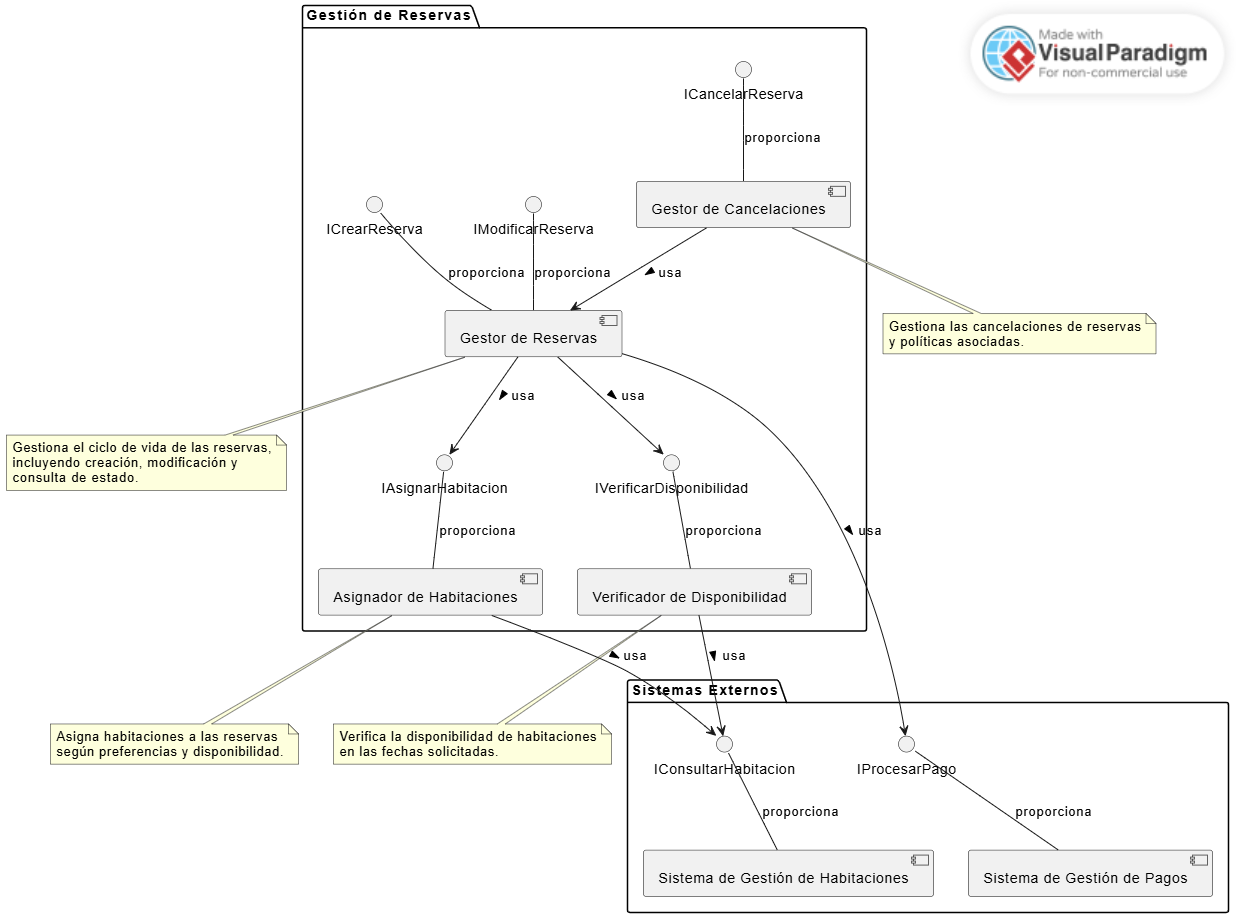 Gestión de Reservas
Made with
VisualParadigm
For non-commercial use
ICancelarReserva
proporciona
Gestor de Cancelaciones
ICrearReserva
IModificarReserva
proporciona
proporciona
usa
Gestor de Reservas
Gestiona las cancelaciones de reservas
y políticas asociadas.
usa
usa
Gestiona el ciclo de vida de las reservas,
incluyendo creación, modificación y
consulta de estado.
IAsignarHabitacion
IVerificarDisponibilidad
proporciona
proporciona
usa
Asignador de Habitaciones
Verificador de Disponibilidad
usa
usa
Sistemas Externos
Asigna habitaciones a las reservas
según preferencias y disponibilidad.
Verifica la disponibilidad de habitaciones
en las fechas solicitadas.
IConsultarHabitacion
IProcesarPago
proporciona
proporciona
Sistema de Gestión de Habitaciones
Sistema de Gestión de Pagos